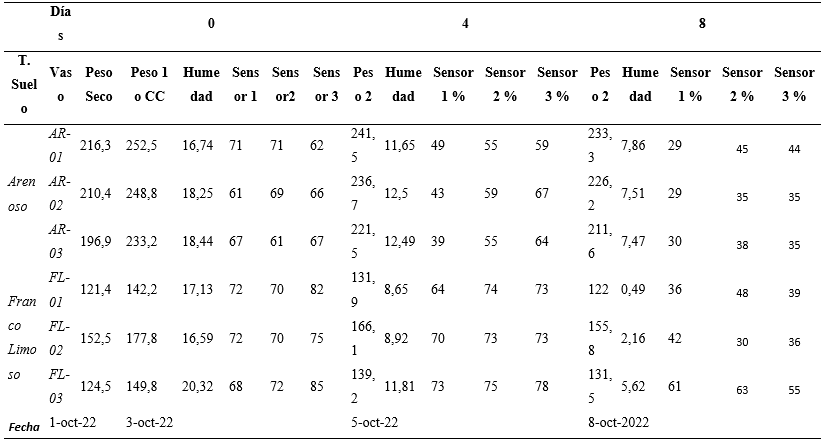 Días 0 4 8
T. Suelo Vaso Peso Seco Peso 1 o CC Humedad Sensor 1 Sensor2 Sensor 3 Peso 2 Humedad Sensor 1 % Sensor 2 % Sensor 3 % Peso 2 Humedad Sensor 1 % Sensor 2 % Sensor 3 %
Arenoso
AR-01 216,3 252,5 16,74 71 71 62 241,5 11,65 49 55 59 233,3 7,86 29 45 44
AR-02 210,4 248,8 18,25 61 69 66 236,7 12,5 43 59 67 226,2 7,51 29 35 35
AR-03 196,9 233,2 18,44 67 61 67 221,5 12,49 39 55 64 211,6 7,47 30 38 35
Franco Limoso
FL-01 121,4 142,2 17,13 72 70 82 131,9 8,65 64 74 73 122 0,49 36 48 39
FL-02 152,5 177,8 16,59 72 70 75 166,1 8,92 70 73 73 155,8 2,16 42 30 36
FL-03 124,5 149,8 20,32 68 72 85 139,2 11,81 73 75 78 131,5 5,62 61 63 55
Fecha 1-oct-22 3-oct-22 5-oct-22 8-oct-2022